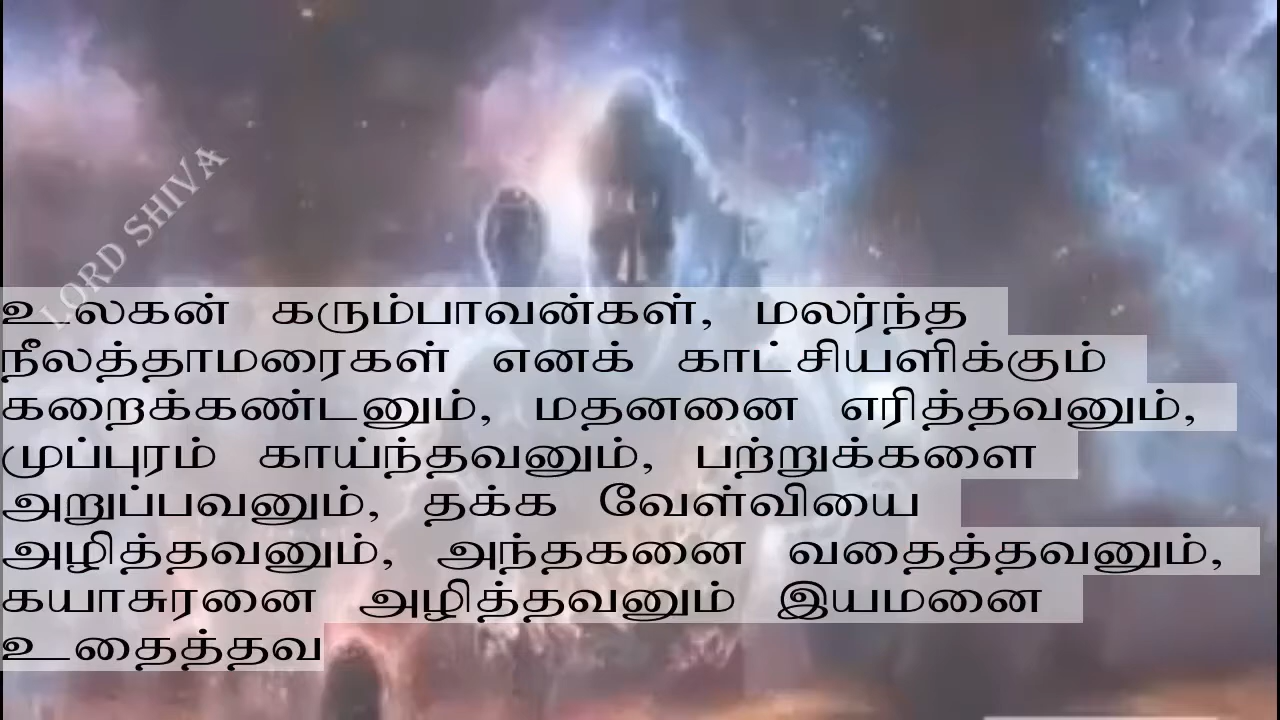 LORD SHIVA
உலகன் கரும்பாவன்கள், மலர்ந்த
நீலத்தாமரைகள் எனக் காட்சியளிக்கும்
கறைக்கண்டனும், மதனனை எரித்தவனும்,
முப்புரம் காய்ந்தவனும், பற்றுக்களை
அறுப்பவனும், தக்க வேள்வியை
அழித்தவனும், அந்தகனை வதைத்தவனும்,
கயாசுரனை அழித்தவனும் இயமனை
உதைத்தவ